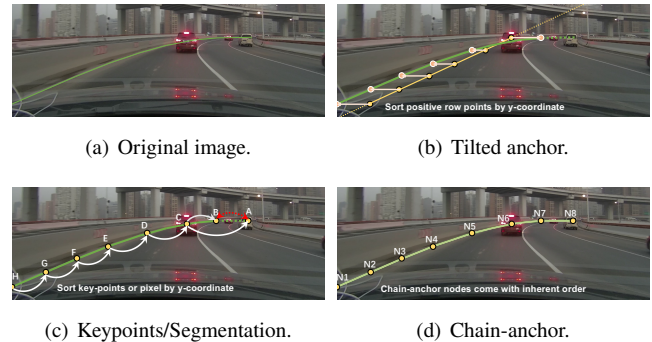 Sort positive row points by y-coordinate
(a) Original image.
(b) Tilted anchor.
H G F E D C B A
Sort key-points or pixel by y-coordinate
N1 N2 N3 N4 N5 N6 N7 N8
Chain-anchor nodes come with inherent order
(c) Keypoints/Segmentation.
(d) Chain-anchor.